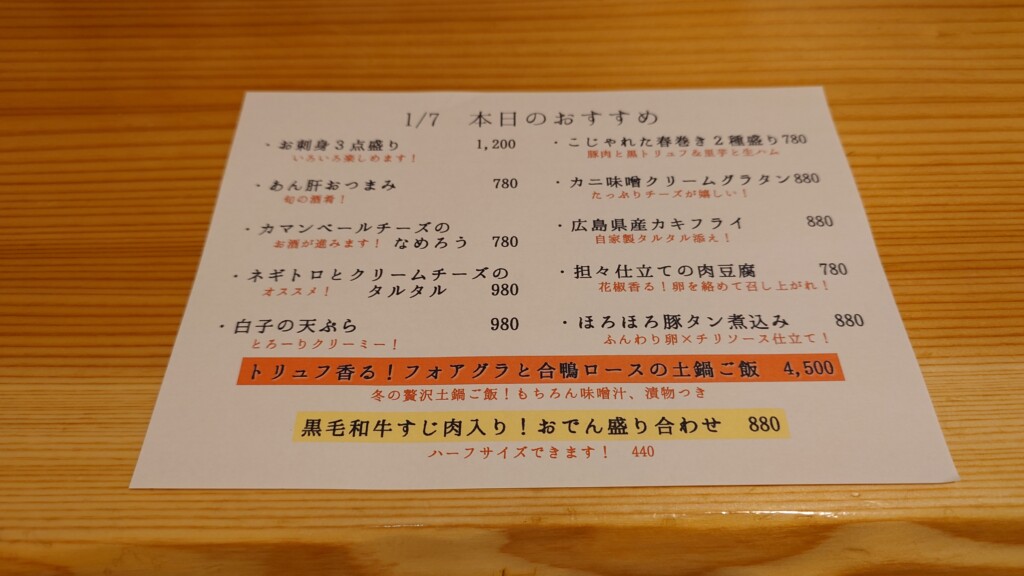 1/7 本日のおすすめ
・お刺身３点盛り 1,200
いろいろ楽しめます！
・あん肝おつまみ 780
旬の酒肴！
・カマンベールチーズの
お酒が進みます！ なめろう 780
・ネギトロとクリームチーズの
オススメ！ タルタル 980
・白子の天ぷら 980
とろーりクリーミー！
・こじゃれた春巻き２種盛り780
豚肉と黒トリュフ＆里芋と生ハム
・カニ味噌クリームグラタン880
たっぷりチーズが嬉しい！
・広島県産カキフライ 880
自家製タルタル添え！
・担々仕立ての肉豆腐 780
花椒香る！卵を絡めて召し上がれ！
・ほろほろ豚タン煮込み 880
ふんわり卵×チリソース仕立て！
トリュフ香る！フォアグラと合鴨ロースの土鍋ご飯 4,500
冬の贅沢土鍋ご飯！もちろん味噌汁、漬物つき
黒毛和牛すじ肉入り！おでん盛り合わせ 880
ハーフサイズできます！ 440